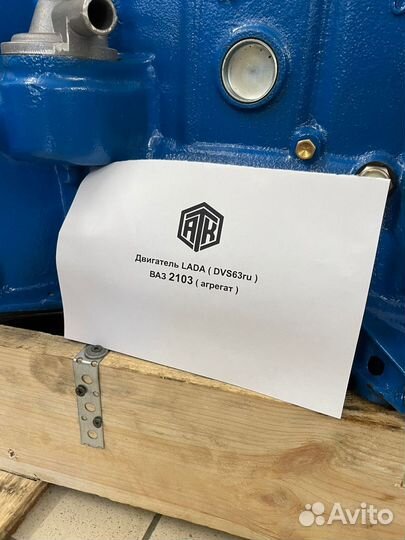 АТК
Двигатель LADA ( DVS63ru )
ВАЗ 2103 ( агрегат )
Avito